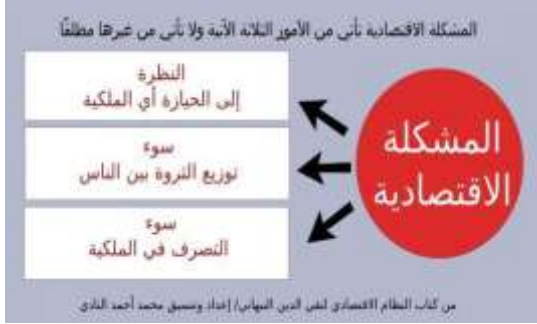 المشكلة الاقتصادية تأتي من الأمور الثلاثة الآتية ولا تأتي من غيرها مطلقًا
المشكلة
الاقتصادية
النظرة
إلى الحيازة أي الملكية
سوء
توزيع الثروة بين الناس
سوء
التصرف في الملكية
من كتاب النظام الاقتصادي لتقي الدين النبهاني/ إعداد وتنسيق محمد أحمد النادي